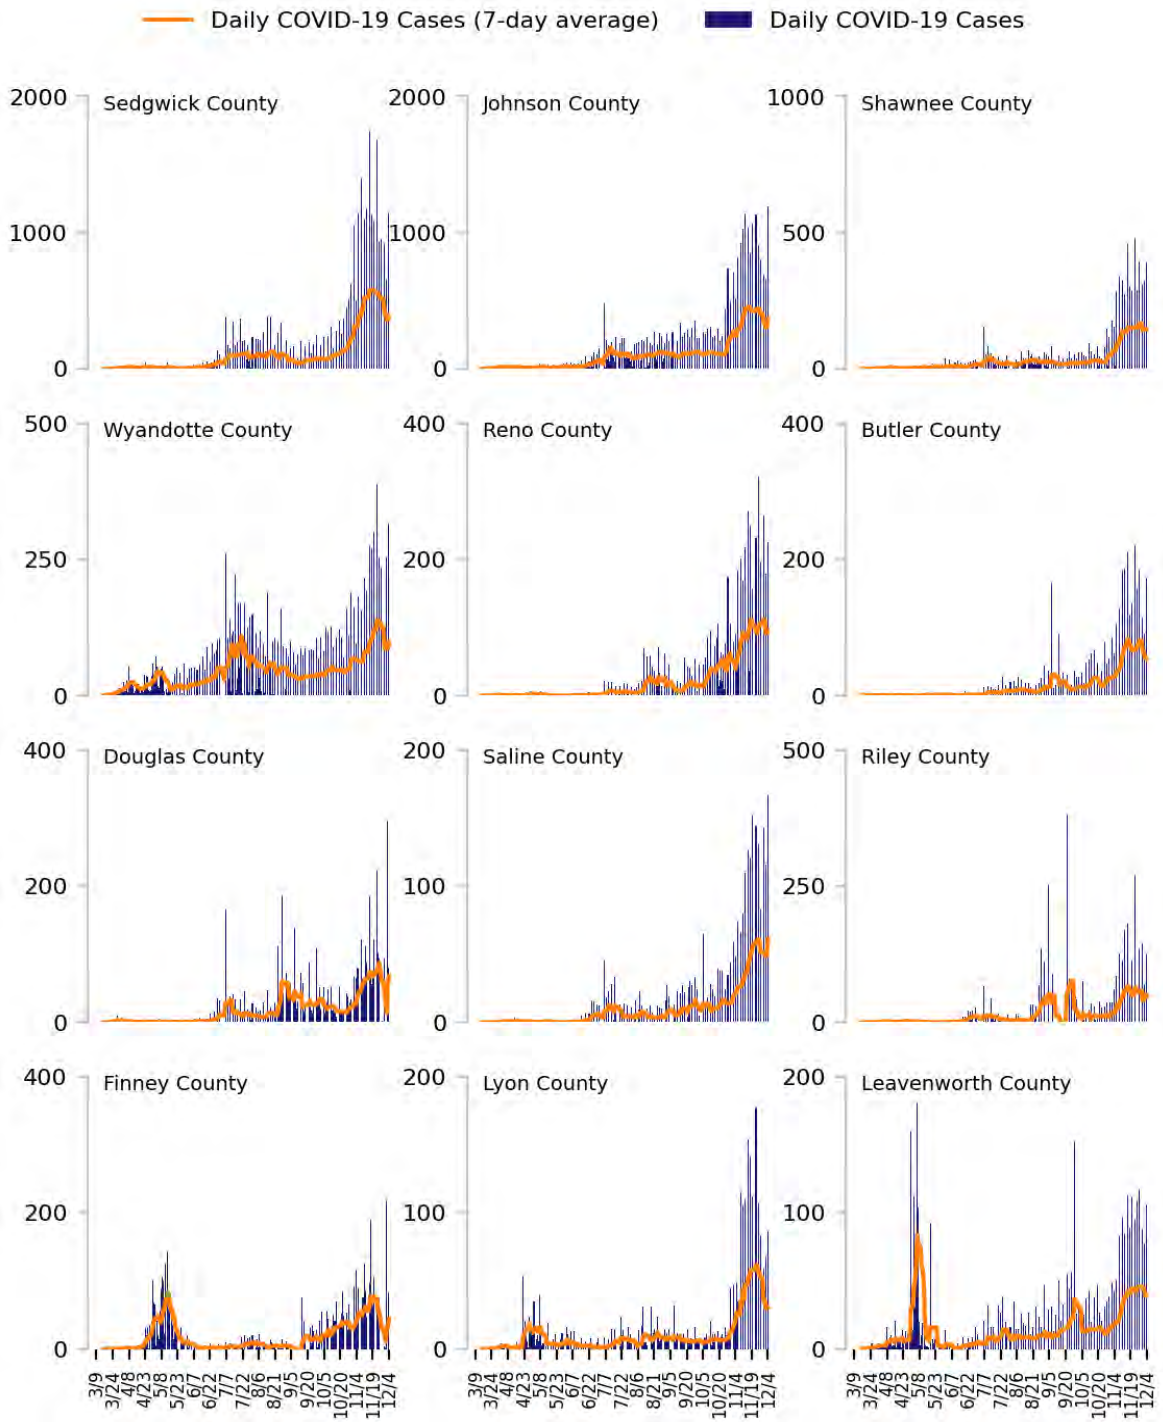 Daily COVID-19 Cases (7-day average) Daily COVID-19 Cases
2000 Sedgwick County 2000 Johnson County 1000 Shawnee County
1000 1000 500
0 0 0
500 Wyandotte County 400 Reno County 400 Butler County
250 200 200
0 0 0
400 Douglas County 200 Saline County 500 Riley County
200 100 250
0 0 0
400 Finney County 200 Lyon County 200 Leavenworth County
200 100 100
0 0 0
3/9 3/24 4/8 4/23 5/8 5/23 6/7 6/22 7/7 7/22 8/6 8/21 9/5 9/20 10/5 10/20 11/4 11/19 12/4 3/9 3/24 4/8 4/23 5/8 5/23 6/7 6/22 7/7 7/22 8/6 8/21 9/5 9/20 10/5 10/20 11/4 11/19 12/4 3/9 3/24 4/8 4/23 5/8 5/23 6/7 6/22 7/7 7/22 8/6 8/21 9/5 9/20 10/5 10/20 11/4 11/19 12/4